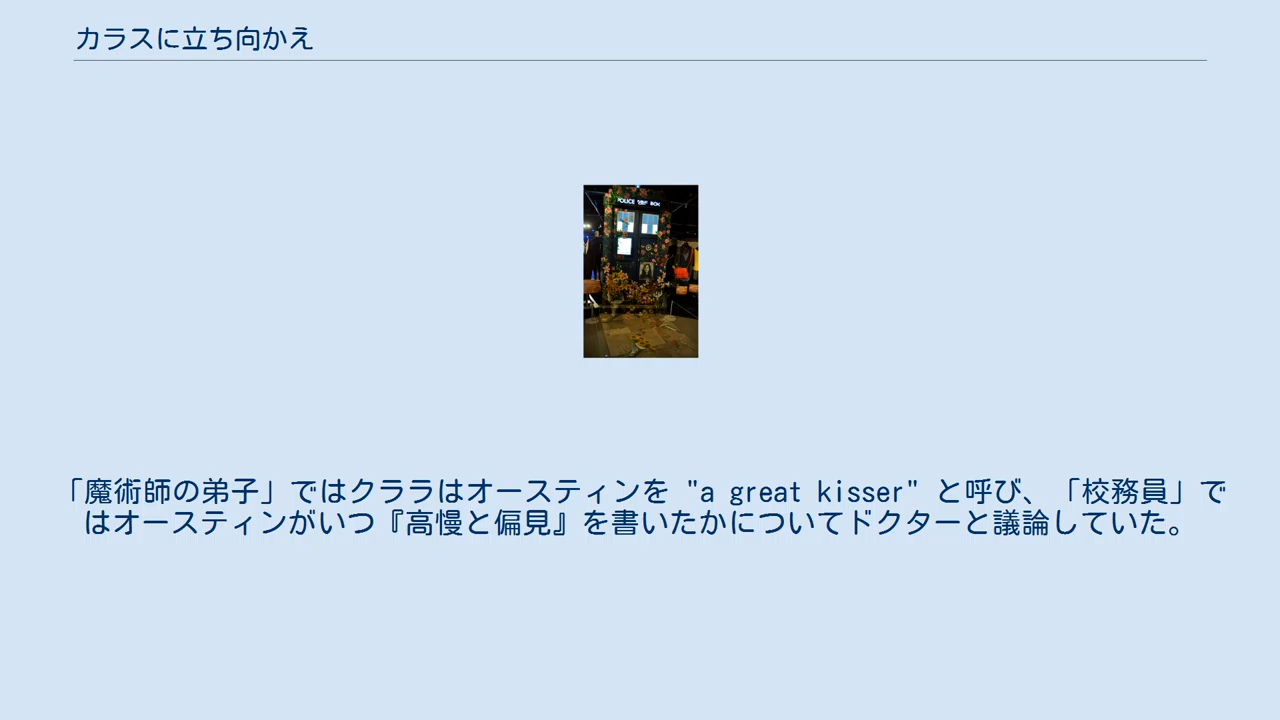 カラスに立ち向かえ
POLICE BOX
「魔術師の弟子」ではクララはオースティンを "a great kisser" と呼び、「校務員」で
はオースティンがいつ『高慢と偏見』を書いたかについてドクターと議論していた。